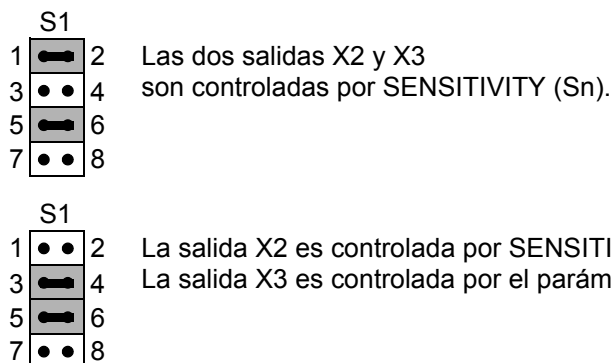 S1
1 2 Las dos salidas X2 y X3
3 4 son controladas por SENSITIVITY (Sn).
5 6
7 8
S1
1 2 La salida X2 es controlada por
3 4 La salida X3 es controlada por el
5 6
7 8